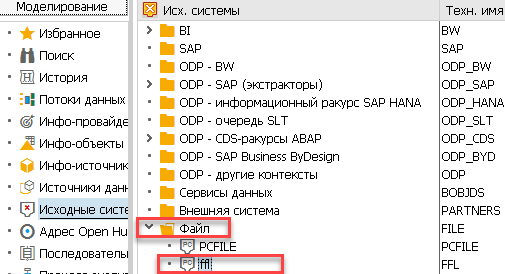 Моделирование
Избранное
Поиск
История
Потоки данных
Инфо-провайде
Инфо-объекты
Инфо-источник
Источники дан
Исходные систе
Адрес Open Hu
Последователь
Исх. системы Техн. имя
BI BW
SAP SAP
ODP - BW ODP_BW
ODP - SAP (экстракторы) ODP_SAP
ODP - информационный ракурс SAP HANA ODP_HANA
ODP - очередь SLT ODP_SLT
ODP - CDS-ракурсы ABAP ODP_CDS
ODP - SAP Business ByDesign ODP_BYD
ODP - другие контексты ODP
Сервисы данных BOBJDS
Внешняя система PARTNERS
Файл FILE
PCFILE PCFILE
ffl FFL